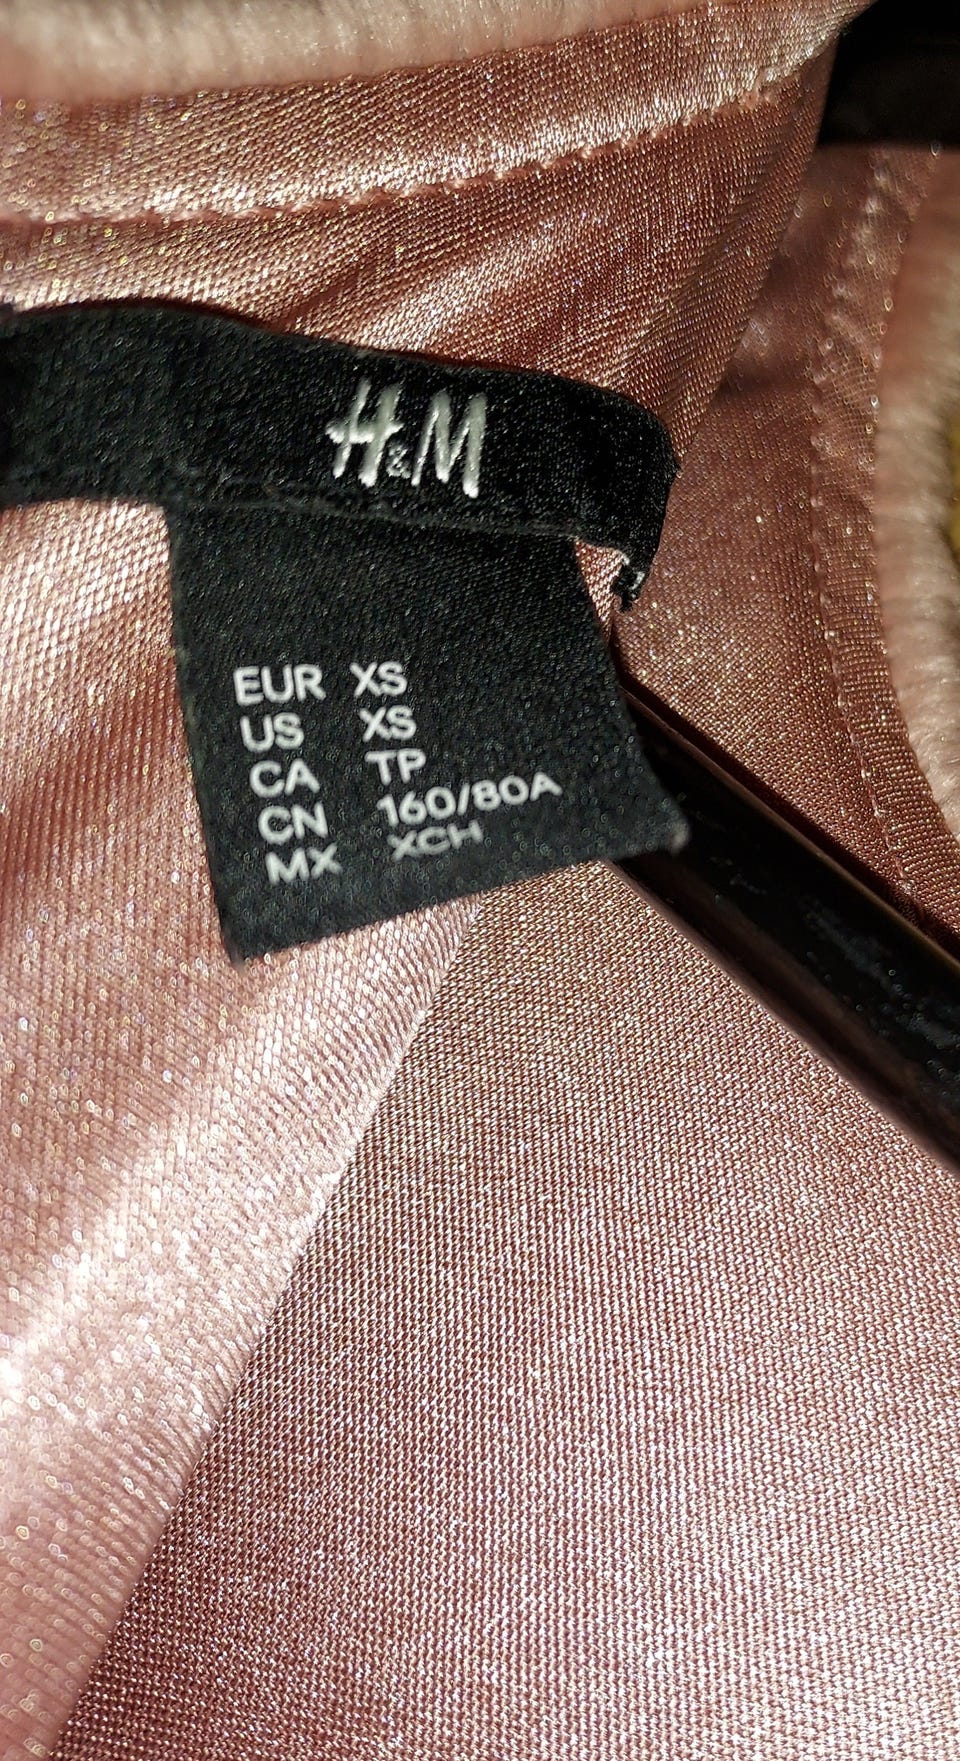 H&M
EUR XS
US XS
CA TP
CN 160/80A
MX XCH